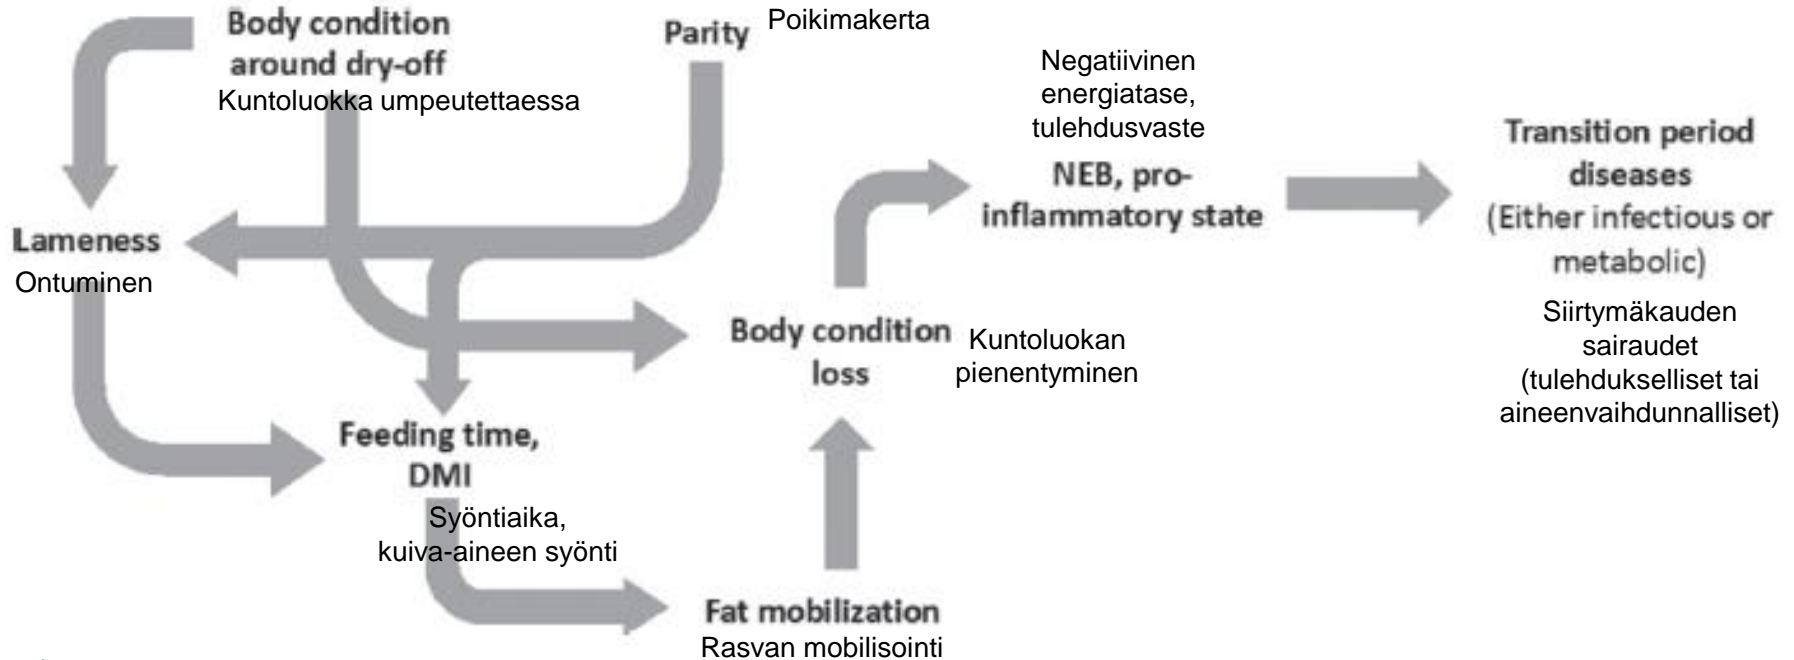 Body condition
around dry-off
Kuntoluokka umpeutettaessa
Parity
Poikimakerta
Negatiivinen
energiatase,
tulehdusvaste
NEB, pro-
inflammatory state
Transition period
diseases
(Either infectious or
metabolic)
Siirtymäkauden
sairaudet
(tulehdukselliset tai
aineenvaihdunnalliset)
Lameness
Ontuminen
Body condition
loss
Kuntoluokan
pienentyminen
Feeding time,
DMI
Syöntiaika,
kuiva-aineen syönti
Fat mobilization
Rasvan mobilisointi